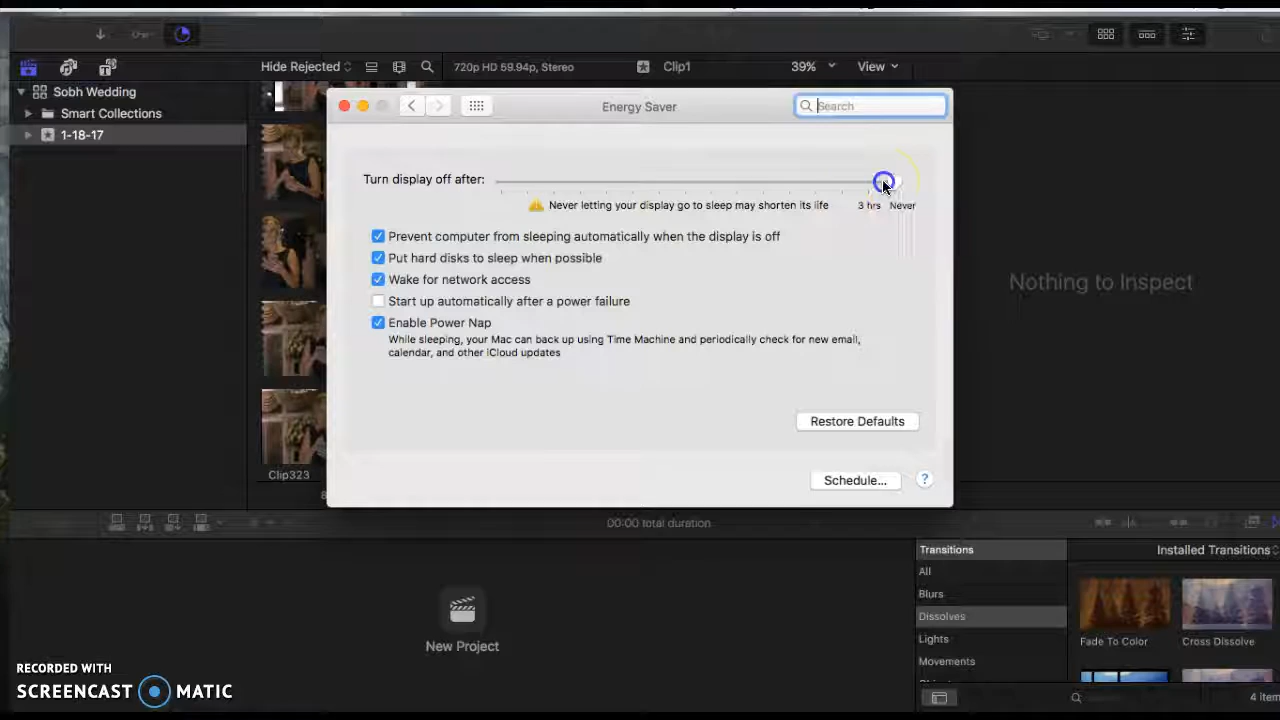 Hide Rejected
720p HD 59.94p, Stereo
Clip1
39%
View
Sobh Wedding
Smart Collections
1-18-17
Clip323
Energy Saver
Search
Turn display off after:
Never letting your display go to sleep may shorten its life
3 hrs Never
Prevent computer from sleeping automatically when the display is off
Put hard disks to sleep when possible
Wake for network access
Start up automatically after a power failure
Enable Power Nap
While sleeping, your Mac can back up using Time Machine and periodically check for new email,
calendar, and other iCloud updates
Restore Defaults
Schedule...
?
Nothing to Inspect
00:00 total duration
New Project
Transitions
Installed Transitions
All
Blurs
Dissolves
Lights
Movements
Fade To Color
Cross Dissolve
RECORDED WITH
SCREENCAST MATIC